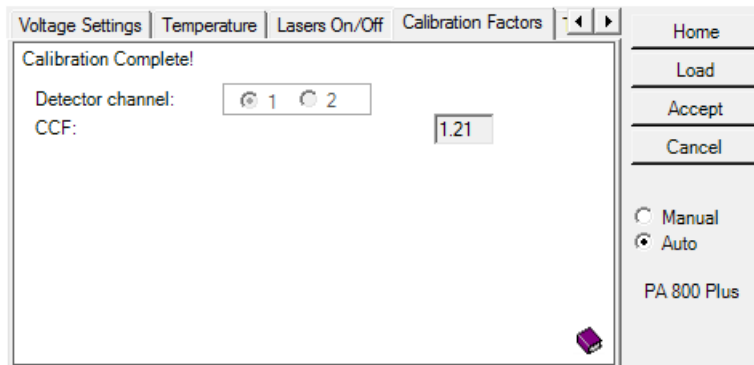 Voltage Settings Temperature Lasers On/Off Calibration Factors
Calibration Complete!
Detector channel: 1 2
CCF: 1.21
Home
Load
Accept
Cancel
Manual
Auto
PA 800 Plus